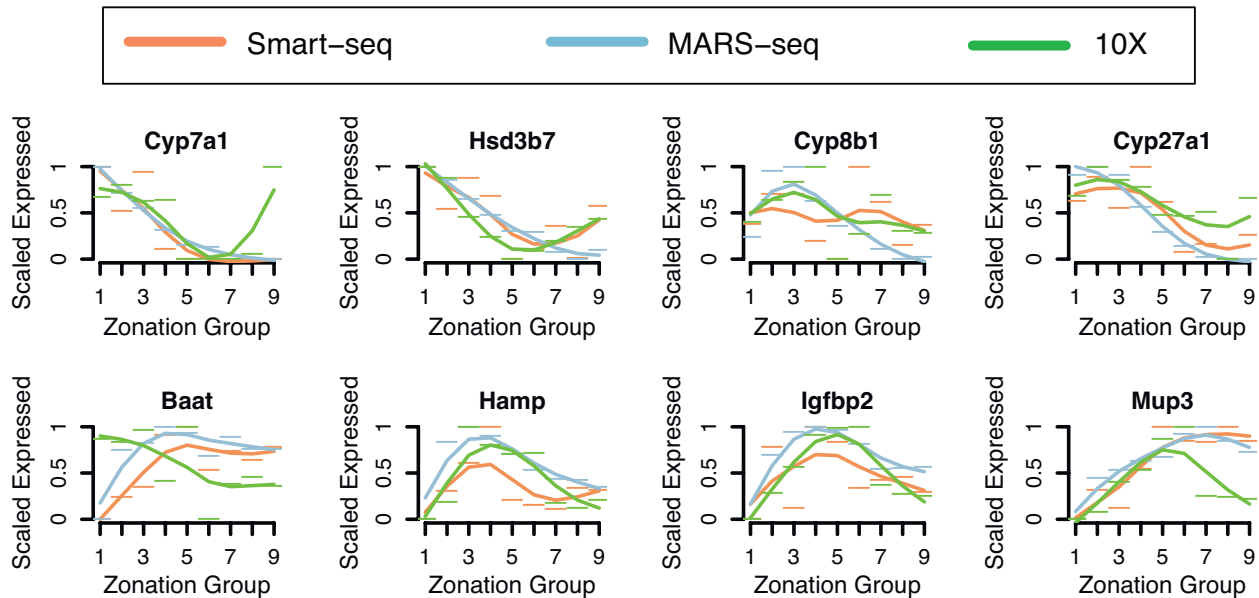 Smart−seq MARS−seq 10X
Cyp7a1 Hsd3b7 Cyp8b1 Cyp27a1
Scaled Expressed Scaled Expressed Scaled Expressed Scaled Expressed
1 1 1 1
0.5 0.5 0.5 0.5
0 0 0 0
1 3 5 7 9 1 3 5 7 9 1 3 5 7 9 1 3 5 7 9
Zonation Group Zonation Group Zonation Group Zonation Group
Baat Hamp Igfbp2 Mup3
Scaled Expressed Scaled Expressed Scaled Expressed Scaled Expressed
1 1 1 1
0.5 0.5 0.5 0.5
0 0 0 0
1 3 5 7 9 1 3 5 7 9 1 3 5 7 9 1 3 5 7 9
Zonation Group Zonation Group Zonation Group Zonation Group